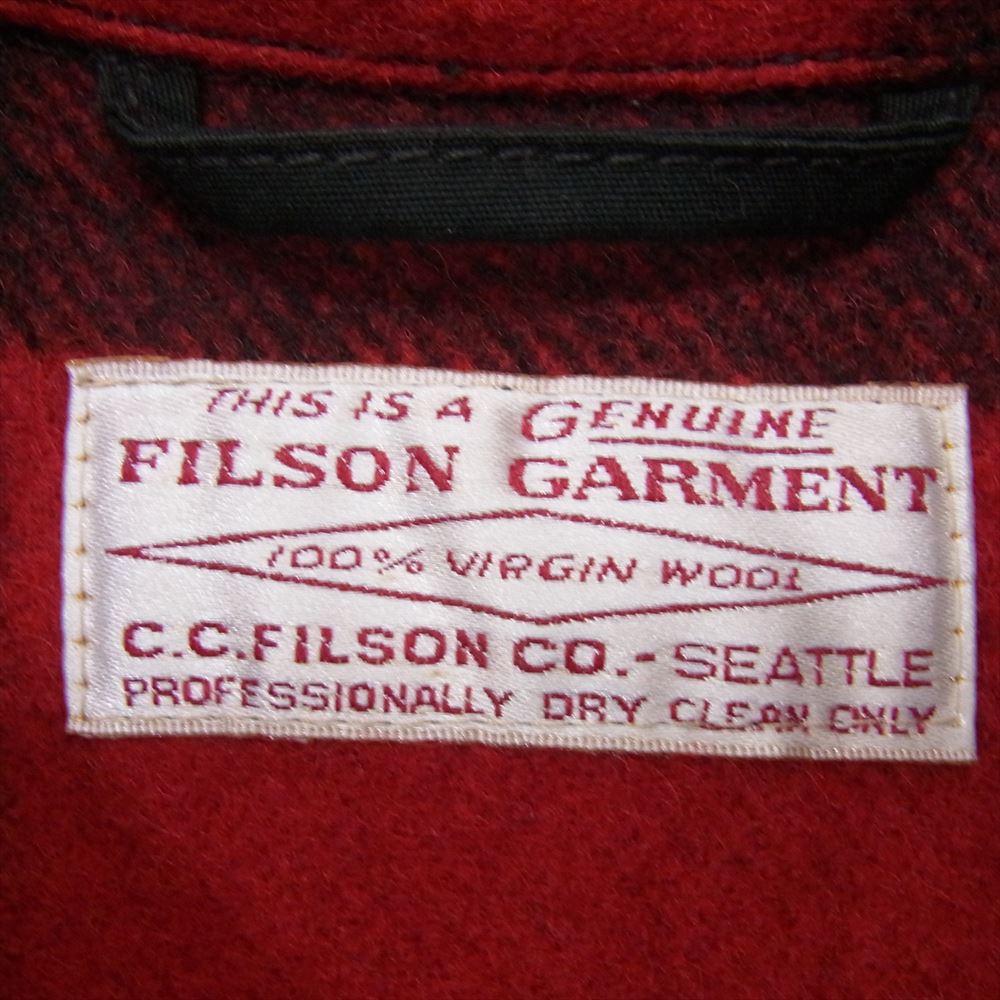 THIS IS A GENUINE
FILSON GARMENT
100% VIRGIN WOOL
C.C.FILSON CO.- SEATTLE
PROFESSIONALLY DRY CLEAN ONLY